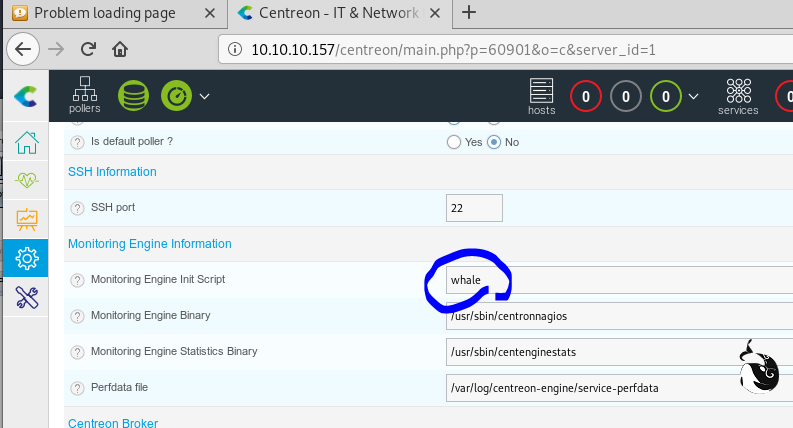 Problem loading page
Centreon - IT & Network
10.10.10.157/centreon/main.php?p=60901&o=c&server_id=1
pollers
hosts
0
0
0
services
0
? Is default poller ?
Yes
No
SSH Information
? SSH port
22
Monitoring Engine Information
? Monitoring Engine Init Script
whale
? Monitoring Engine Binary
/usr/sbin/centronnagios
? Monitoring Engine Statistics Binary
/usr/sbin/centenginestats
? Perfdata file
/var/log/centreon-engine/service-perfdata
Centreon Broker